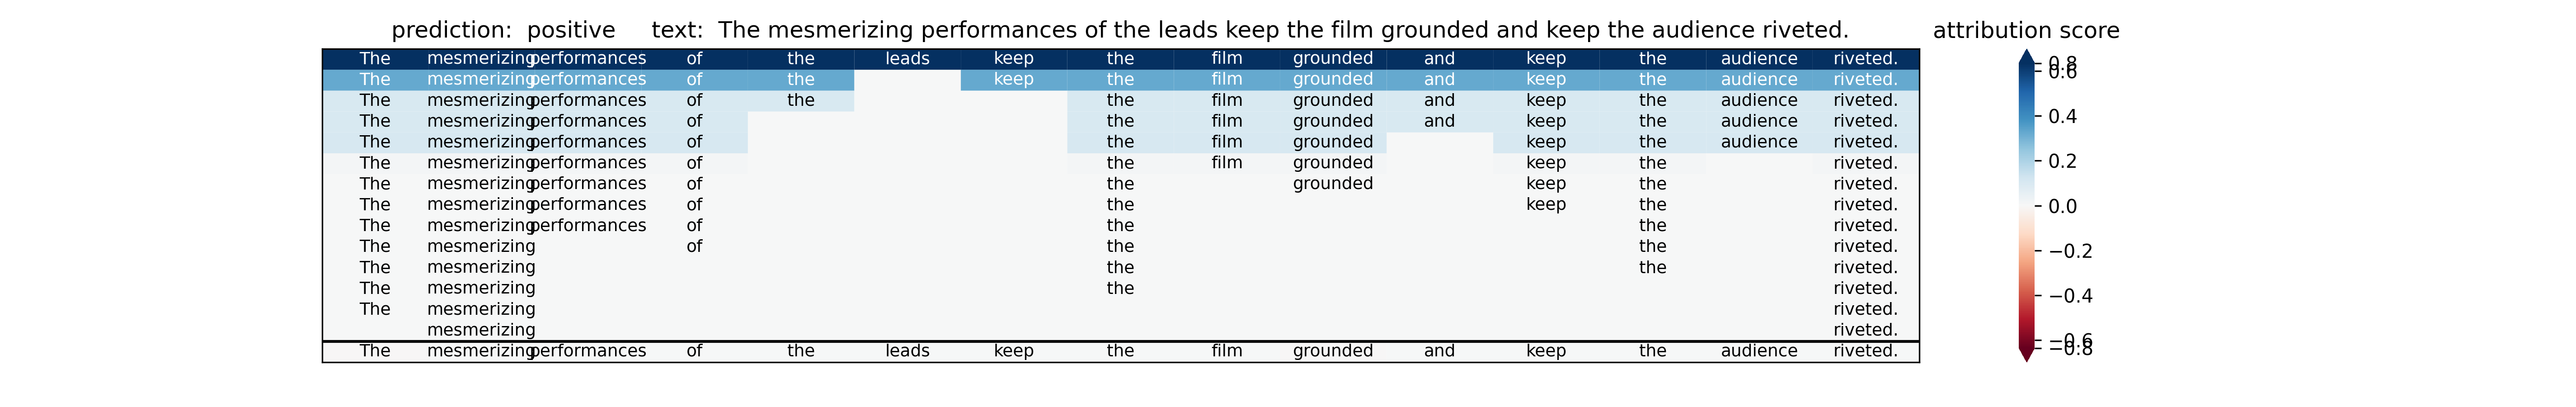 prediction: positive text: The mesmerizing performances of the leads keep the film grounded and keep the audience riveted. attribution score
The mesmerizing performances of the leads keep the film grounded and keep the audience riveted.
The mesmerizing performances of the keep the film grounded and keep the audience riveted.
The mesmerizing performances of the the film grounded and keep the audience riveted.
The mesmerizing performances of the film grounded and keep the audience riveted.
The mesmerizing performances of the film grounded keep the audience riveted.
The mesmerizing performances of the film grounded keep the riveted.
The mesmerizing performances of the grounded keep the riveted.
The mesmerizing performances of the keep the riveted.
The mesmerizing performances of the the riveted.
The mesmerizing of the the riveted.
The mesmerizing the the riveted.
The mesmerizing the riveted.
The mesmerizing riveted.
mesmerizing riveted.
The mesmerizing performances of the leads keep the film grounded and keep the audience riveted.
0.8
0.6
0.4
0.2
0.0
−0.2
−0.4
−0.6
−0.8